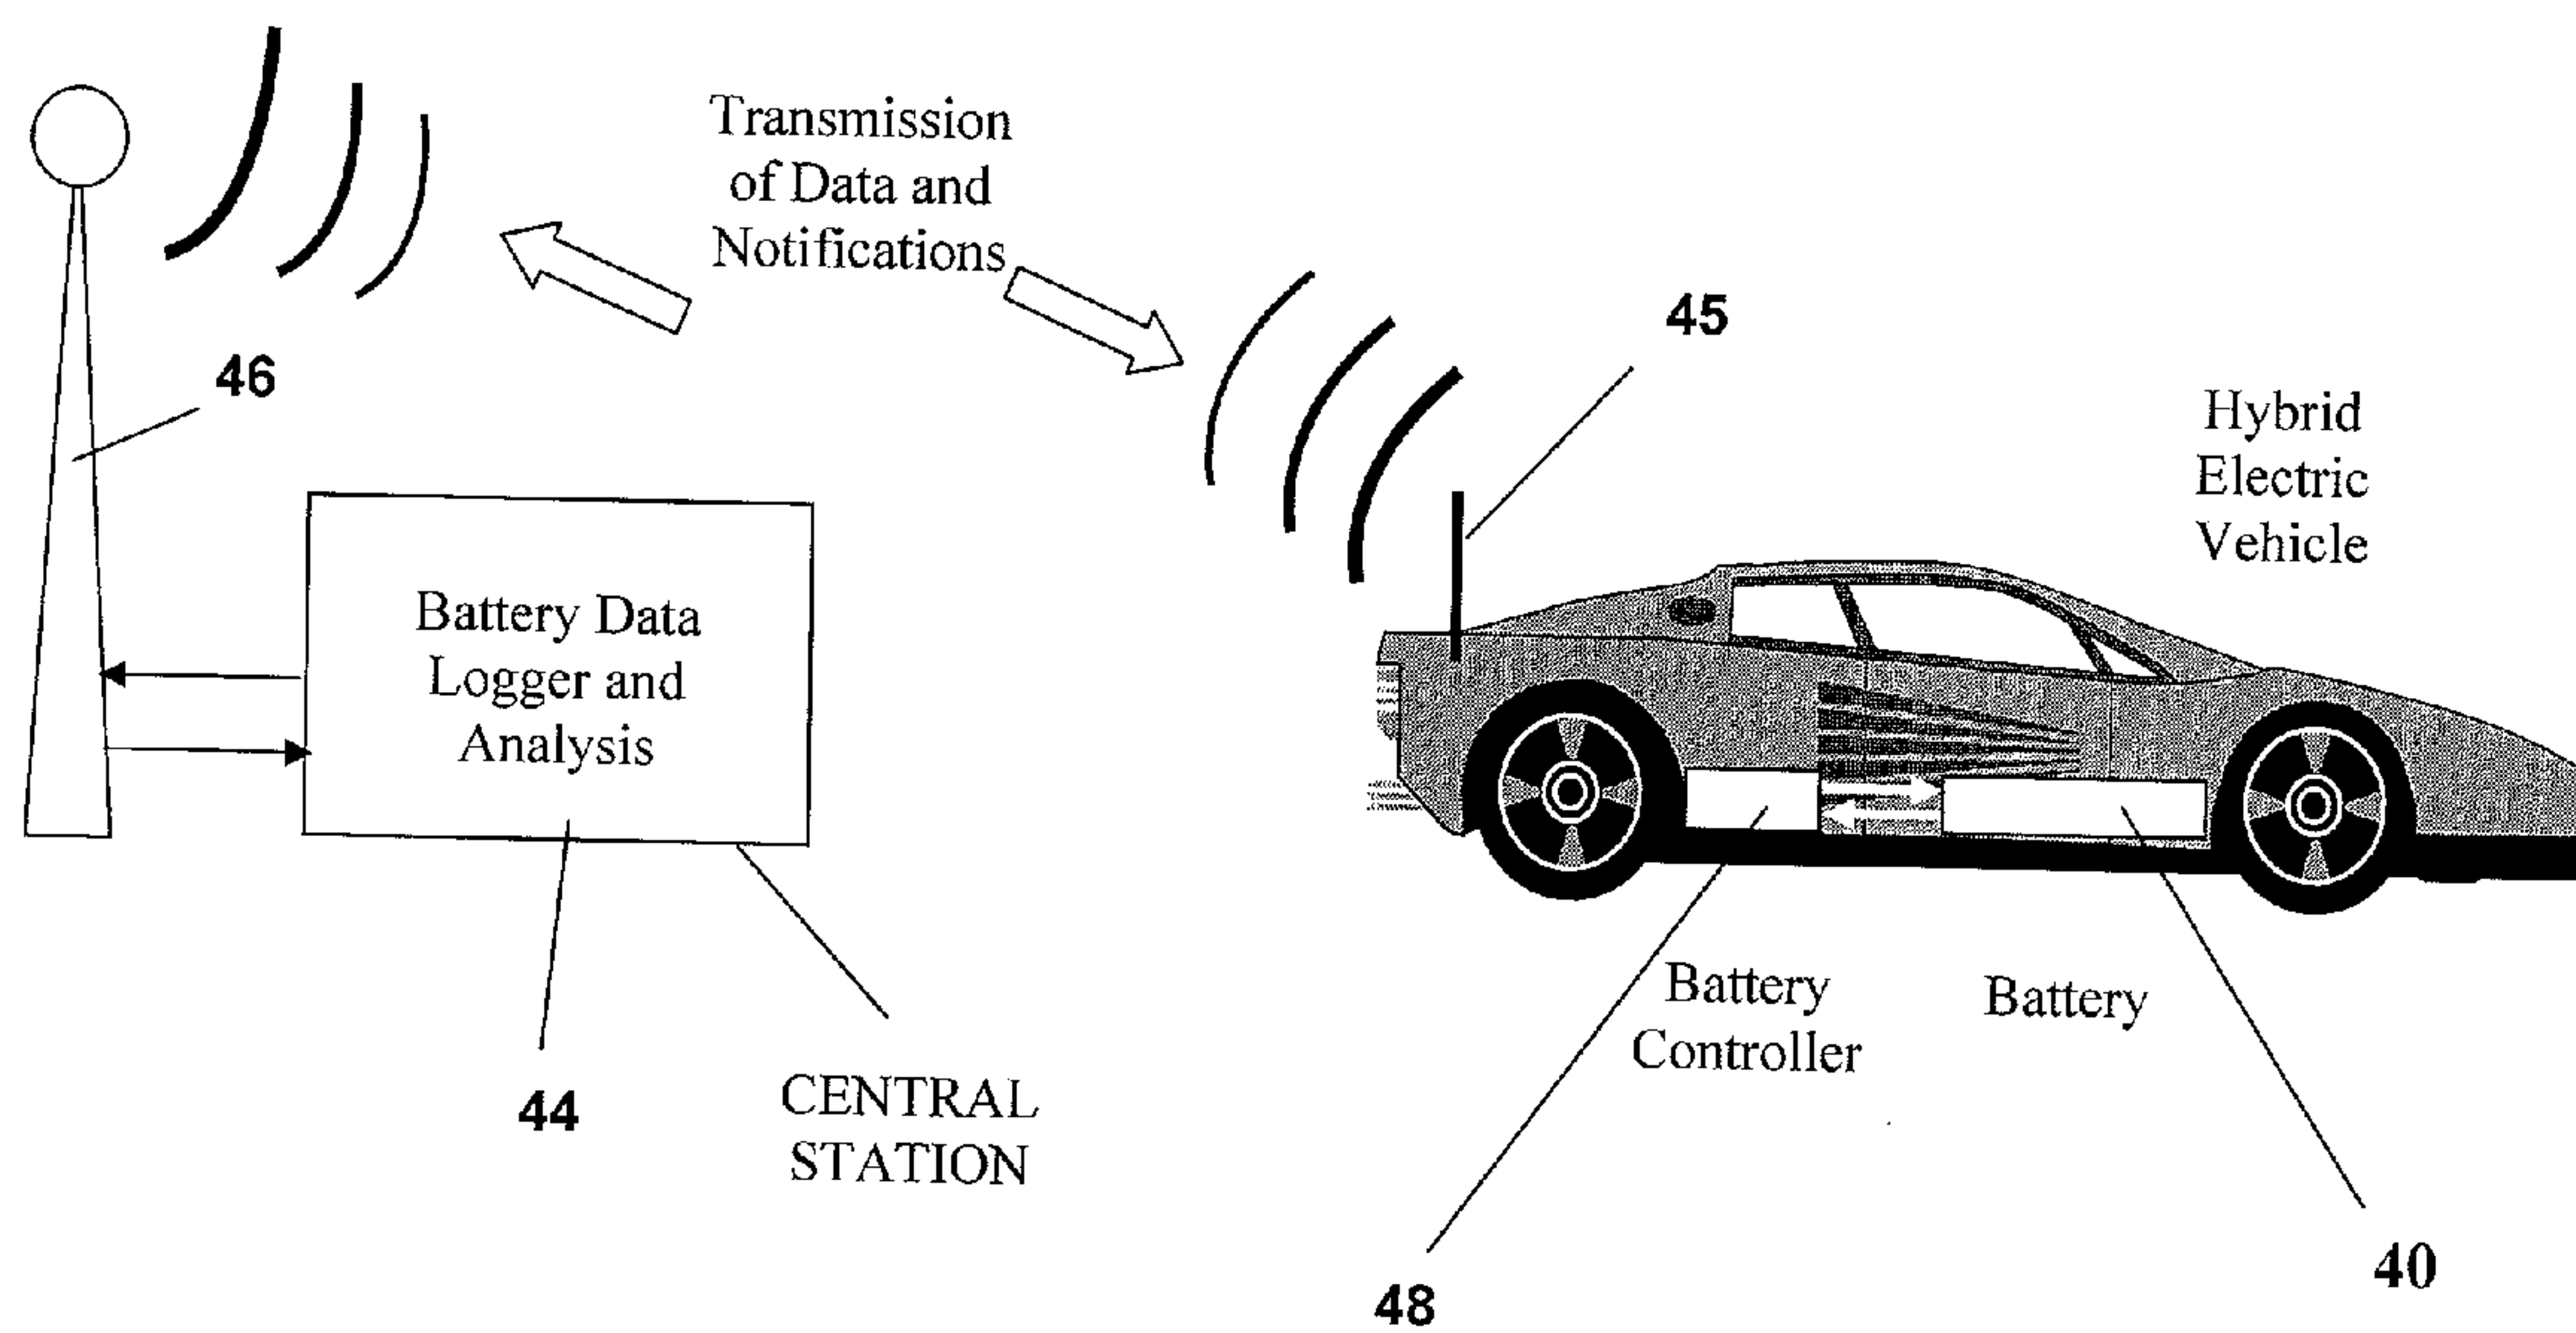 Transmission
of Data and
Notifications
46
45
Hybrid
Electric
Vehicle
Battery Data
Logger and
Analysis
44
CENTRAL
STATION
Battery
Controller
Battery
48
40